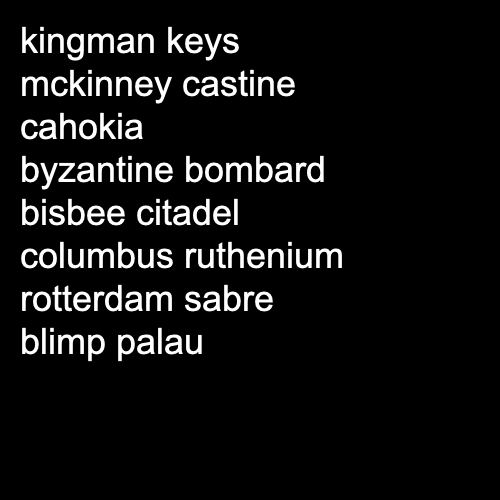 kingman keys
mckinney castine
cahokia
byzantine bombard
bisbee citadel
columbus ruthenium
rotterdam sabre
blimp palau